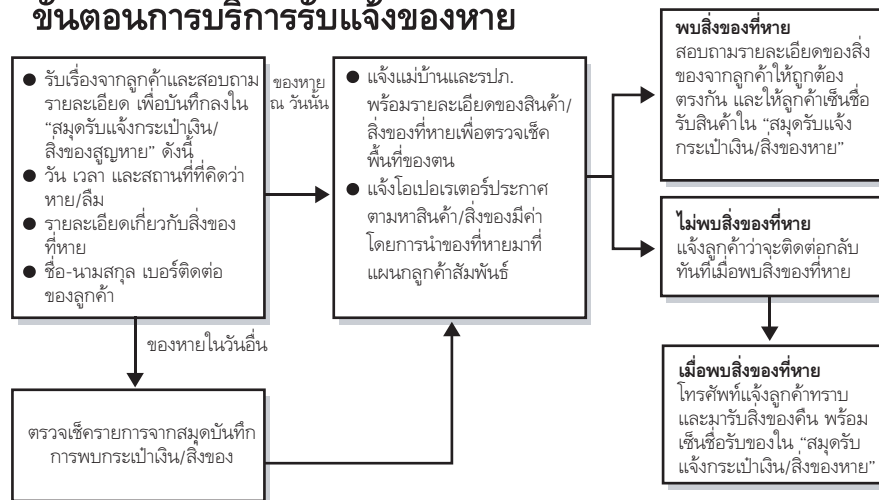 ขั้นตอนการบริการรับแจ้งของหาย
● รับเรื่องจากลูกค้าและสอบถาม
รายละเอียด เพื่อบันทึกลงใน
“สมุดรับแจ้งกระเป๋าเงิน/
สิ่งของสูญหาย” ดังนี้
● วัน เวลา และสถานที่ที่คิดว่า
หาย/ลืม
● รายละเอียดเกี่ยวกับสิ่งของ
ที่หาย
● ชื่อ-นามสกุล เบอร์ติดต่อ
ของลูกค้า
ของหาย
ณ วันนั้น
● แจ้งแม่บ้านและรปภ.
พร้อมรายละเอียดของสินค้า/
สิ่งของที่หายเพื่อตรวจเช็ค
พื้นที่ของตน
● แจ้งโอเปอเรเตอร์ประกาศ
ตามหาสินค้า/สิ่งของมีค่า
โดยการนำของที่หายมาที่
แผนกลูกค้าสัมพันธ์
พบสิ่งของที่หาย
สอบถามรายละเอียดของสิ่ง
ของจากลูกค้าให้ถูกต้อง
ตรงกัน และให้ลูกค้าเซ็นชื่อ
รับสินค้าใน “สมุดรับแจ้ง
กระเป๋าเงิน/สิ่งของหาย”
ไม่พบสิ่งของที่หาย
แจ้งลูกค้าว่าจะติดต่อกลับ
ทันทีเมื่อพบสิ่งของที่หาย
ของหายในวันอื่น
ตรวจเช็ครายการจากสมุดบันทึก
การพบกระเป๋าเงิน/สิ่งของ
เมื่อพบสิ่งของที่หาย
โทรศัพท์แจ้งลูกค้าทราบ
และมารับสิ่งของคืน พร้อม
เซ็นชื่อรับของใน “สมุดรับ
แจ้งกระเป๋าเงิน/สิ่งของหาย”